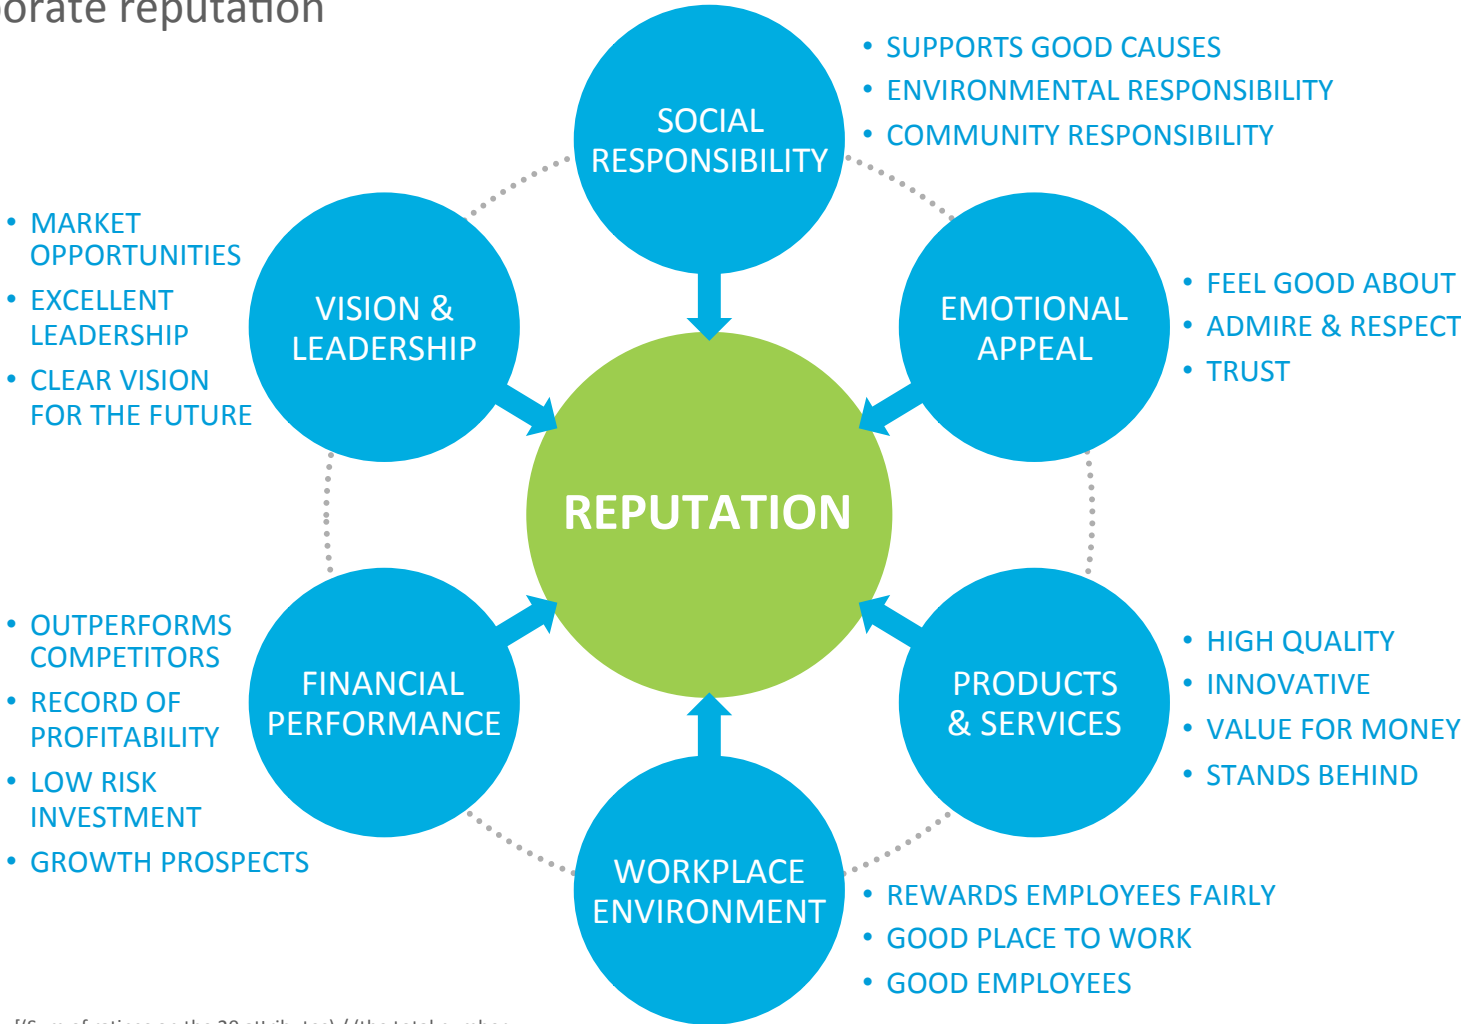 reputation
SOCIAL
RESPONSIBILITY
• SUPPORTS GOOD CAUSES
• ENVIRONMENTAL RESPONSIBILITY
• COMMUNITY RESPONSIBILITY
EMOTIONAL
APPEAL
• FEEL GOOD ABOUT
• ADMIRE & RESPECT
• TRUST
PRODUCTS
& SERVICES
• HIGH QUALITY
• INNOVATIVE
• VALUE FOR MONEY
• STANDS BEHIND
WORKPLACE
ENVIRONMENT
• REWARDS EMPLOYEES FAIRLY
• GOOD PLACE TO WORK
• GOOD EMPLOYEES
FINANCIAL
PERFORMANCE
• OUTPERFORMS
COMPETITORS
• RECORD OF
PROFITABILITY
• LOW RISK
INVESTMENT
• GROWTH PROSPECTS
VISION &
LEADERSHIP
• MARKET
OPPORTUNITIES
• EXCELLENT
LEADERSHIP
• CLEAR VISION
FOR THE FUTURE
REPUTATION